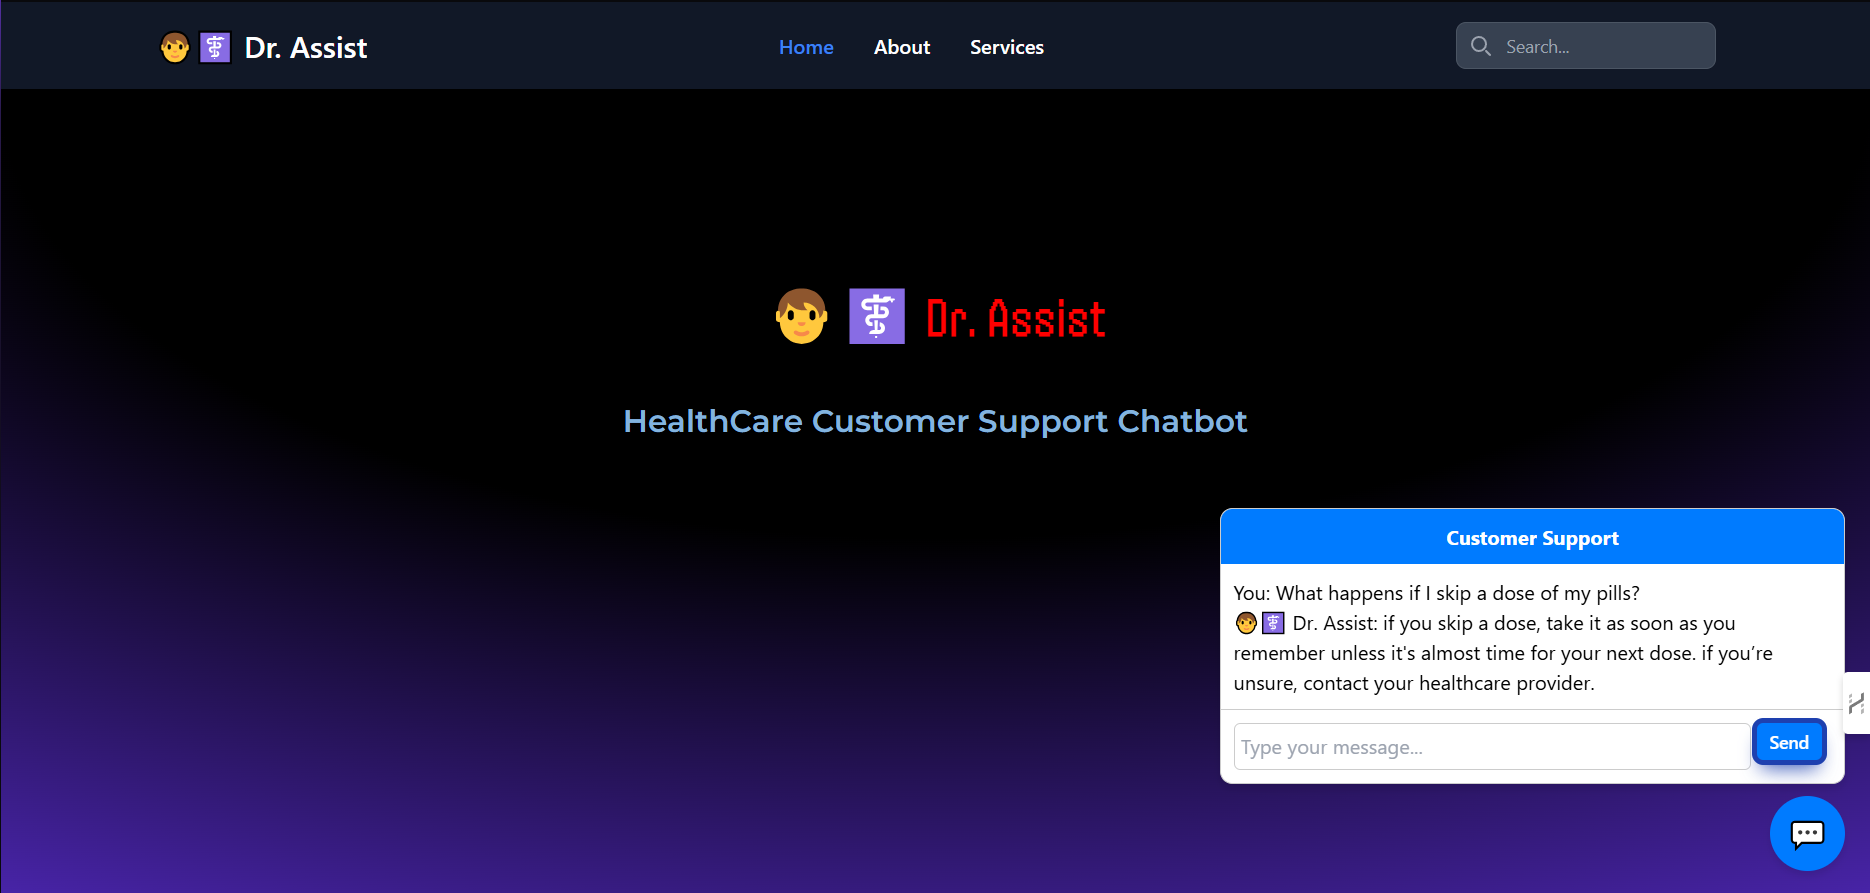 👨⚕️ Dr. Assist
Home
About
Services
Search...
👨⚕️ Dr. Assist
HealthCare Customer Support Chatbot
Customer Support
You: What happens if I skip a dose of my pills?
👨⚕️ Dr. Assist: if you skip a dose, take it as soon as you
remember unless it's almost time for your next dose. if you’re
unsure, contact your healthcare provider.
Type your message...
Send